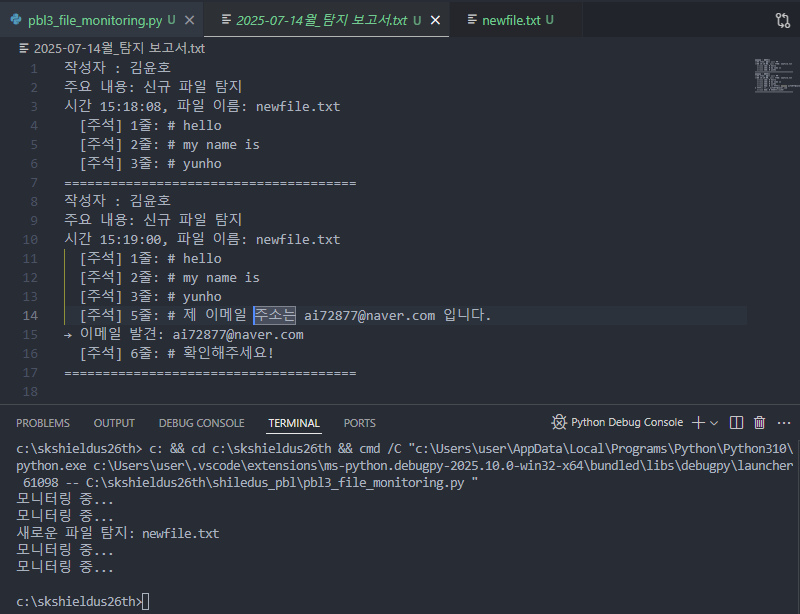 pbl3_file_monitoring.py U
2025-07-14월_탐지 보고서.txt U
newfile.txt U
2025-07-14월_탐지 보고서.txt
1 작성자 : 김윤호
2 주요 내용: 신규 파일 탐지
3 시간 15:18:08, 파일 이름: newfile.txt
4 [주석] 1줄: # hello
5 [주석] 2줄: # my name is
6 [주석] 3줄: # yunho
7 ======================================
8 작성자 : 김윤호
9 주요 내용: 신규 파일 탐지
10 시간 15:19:00, 파일 이름: newfile.txt
11 [주석] 1줄: # hello
12 [주석] 2줄: # my name is
13 [주석] 3줄: # yunho
14 [주석] 5줄: # 제 이메일 주소는 ai72877@naver.com 입니다.
15 → 이메일 발견: ai72877@naver.com
16 [주석] 6줄: # 확인해주세요!
17 ======================================
18
PROBLEMS OUTPUT DEBUG CONSOLE TERMINAL PORTS Python Debug Console
c:\skshieldus26th> c: && cd c:\skshieldus26th && cmd /C "c:\Users\user\AppData\Local\Programs\Python\Python310\
python.exe c:\Users\user\.vscode\extensions\ms-python.debugpy-2025.10.0-win32-x64\bundled\libs\debugpy\launcher
61098 -- C:\skshieldus26th\shiledus_pbl\pbl3_file_monitoring.py "
모니터링 중...
모니터링 중...
새로운 파일 탐지: newfile.txt
모니터링 중...
모니터링 중...
c:\skshieldus26th>